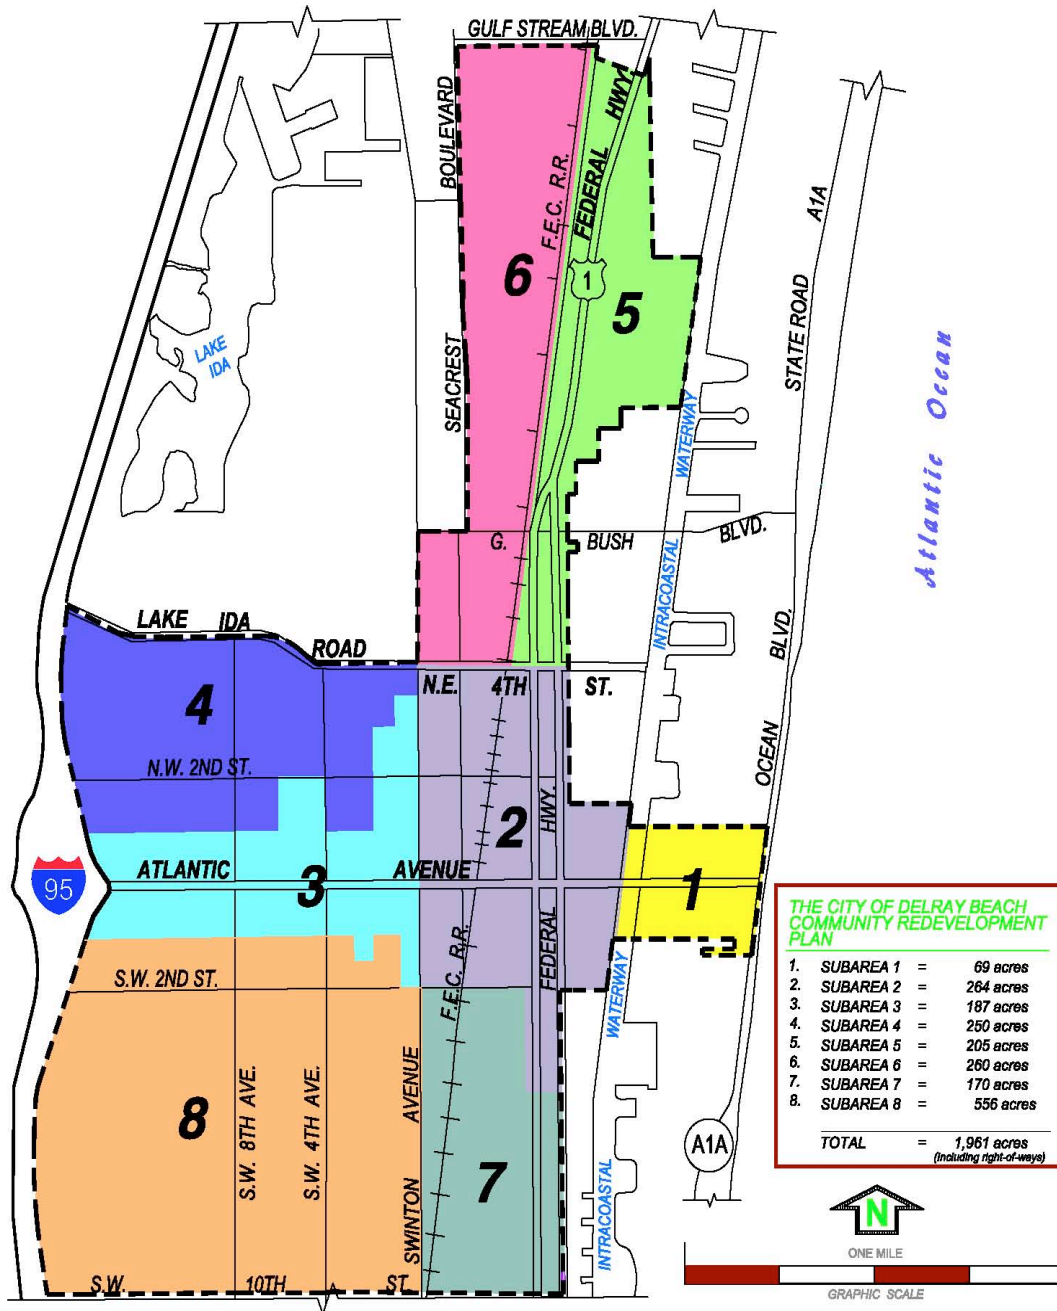 GULF STREAM BLVD.
BOULEVARD
SEACREST
F.E.C. R.R.
FEDERAL HWY.
1
6
5
STATE ROAD A1A
LAKE
IDA
Atlantic Ocean
INTRACOASTAL WATERWAY
G. BUSH BLVD.
LAKE IDA ROAD
N.E. 4TH ST.
4
N.W. 2ND ST.
OCEAN BLVD.
2
HWY.
FEDERAL
95
ATLANTIC AVENUE
3
1
F.E.C. R.R.
S.W. 2ND ST.
WATERWAY
INTRACOASTAL
8
S.W. 8TH AVE.
S.W. 4TH AVE.
SWINTON AVENUE
7
S.W. 10TH ST.
A1A
THE CITY OF DELRAY BEACH
COMMUNITY REDEVELOPMENT
PLAN
1. SUBAREA 1 = 69 acres
2. SUBAREA 2 = 264 acres
3. SUBAREA 3 = 187 acres
4. SUBAREA 4 = 250 acres
5. SUBAREA 5 = 205 acres
6. SUBAREA 6 = 260 acres
7. SUBAREA 7 = 170 acres
8. SUBAREA 8 = 556 acres
TOTAL = 1,961 acres
(including right-of-ways)
N
ONE MILE
GRAPHIC SCALE